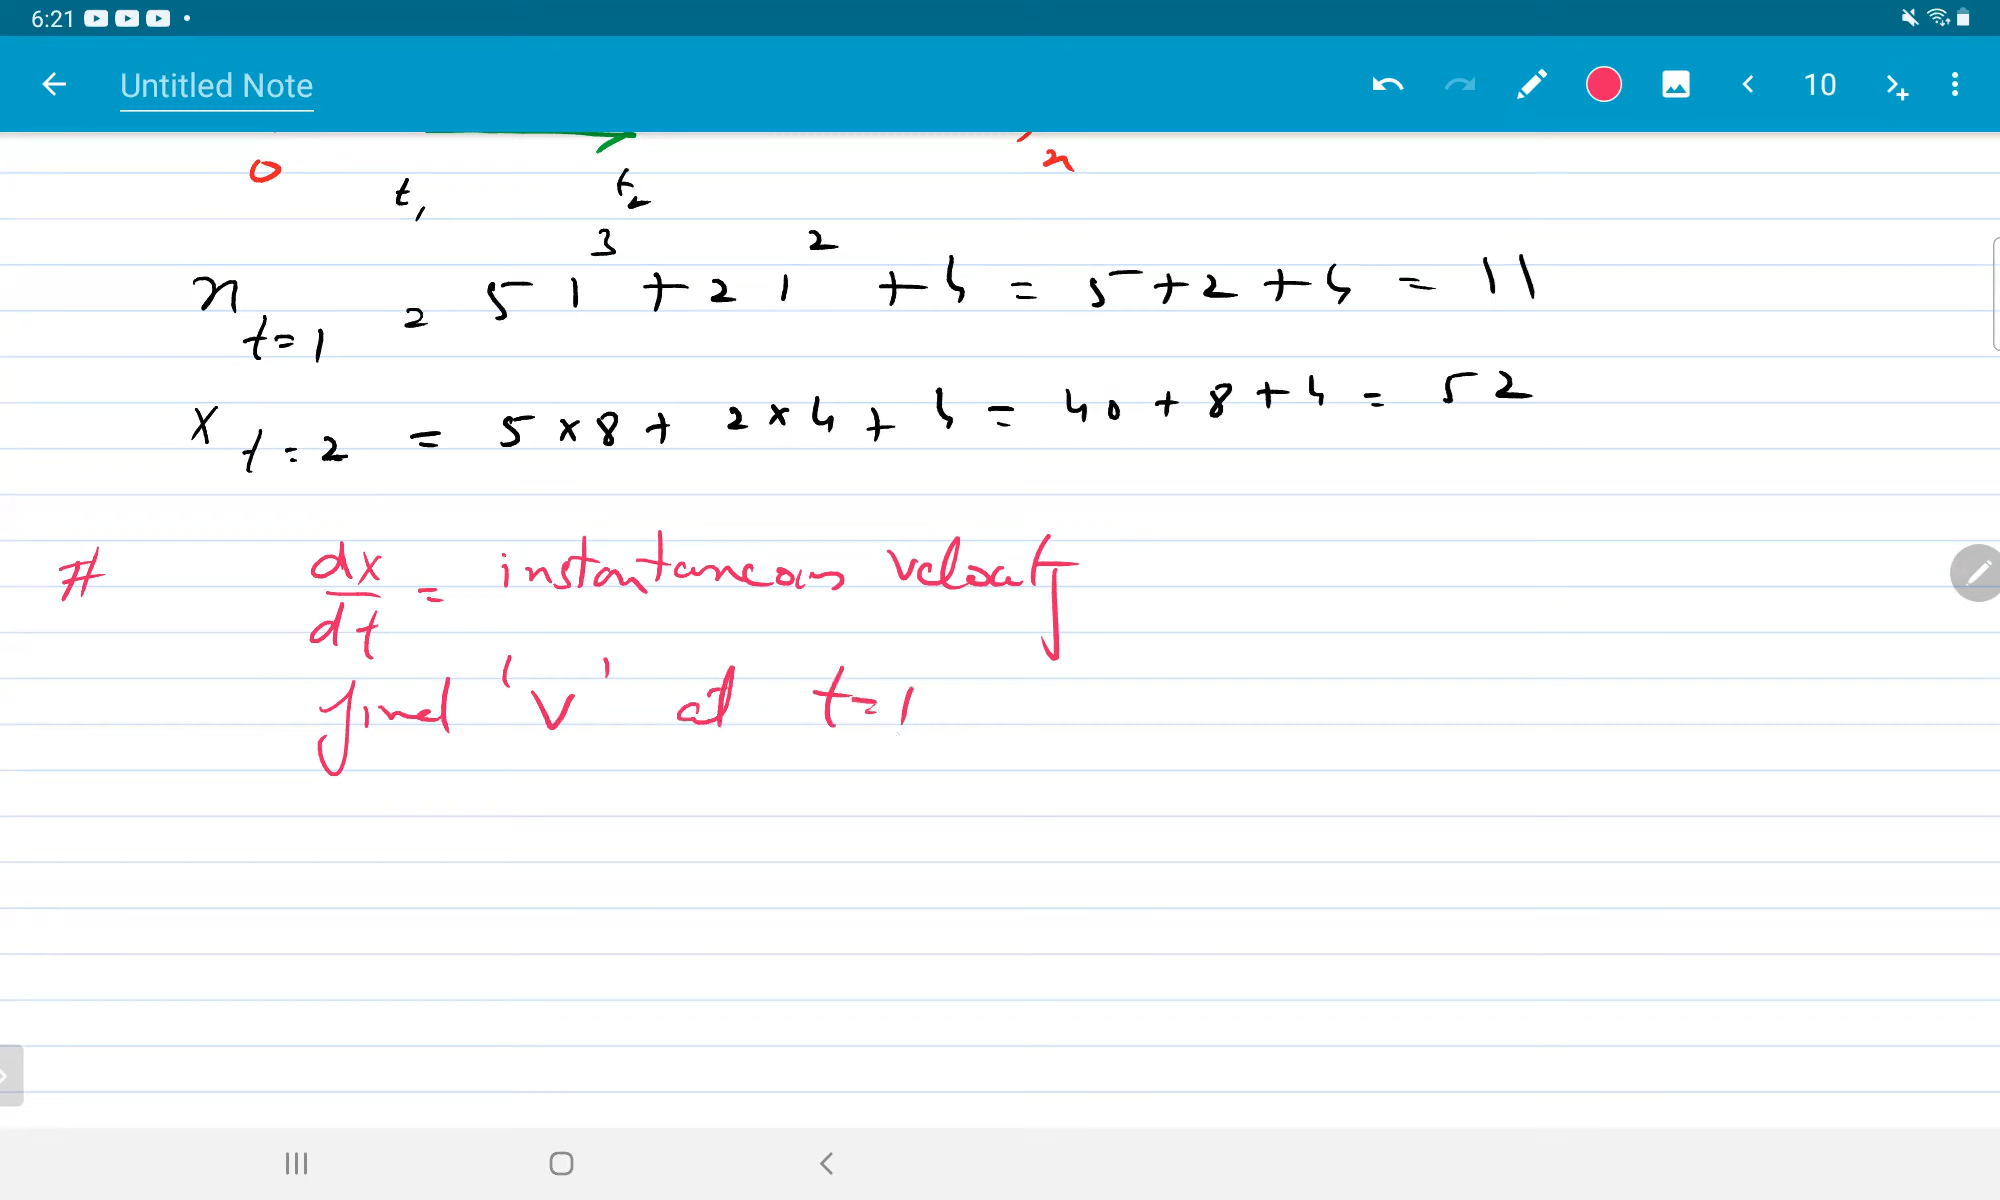 6:21
Untitled Note
10
0 x
t₁ t₂
x t=1 = 5 1³ + 2 1² + 4 = 5 + 2 + 4 = 11
x t=2 = 5 × 8 + 2 × 4 + 4 = 40 + 8 + 4 = 52
# dx/dt = instantaneous velocity
find 'v' at t=1